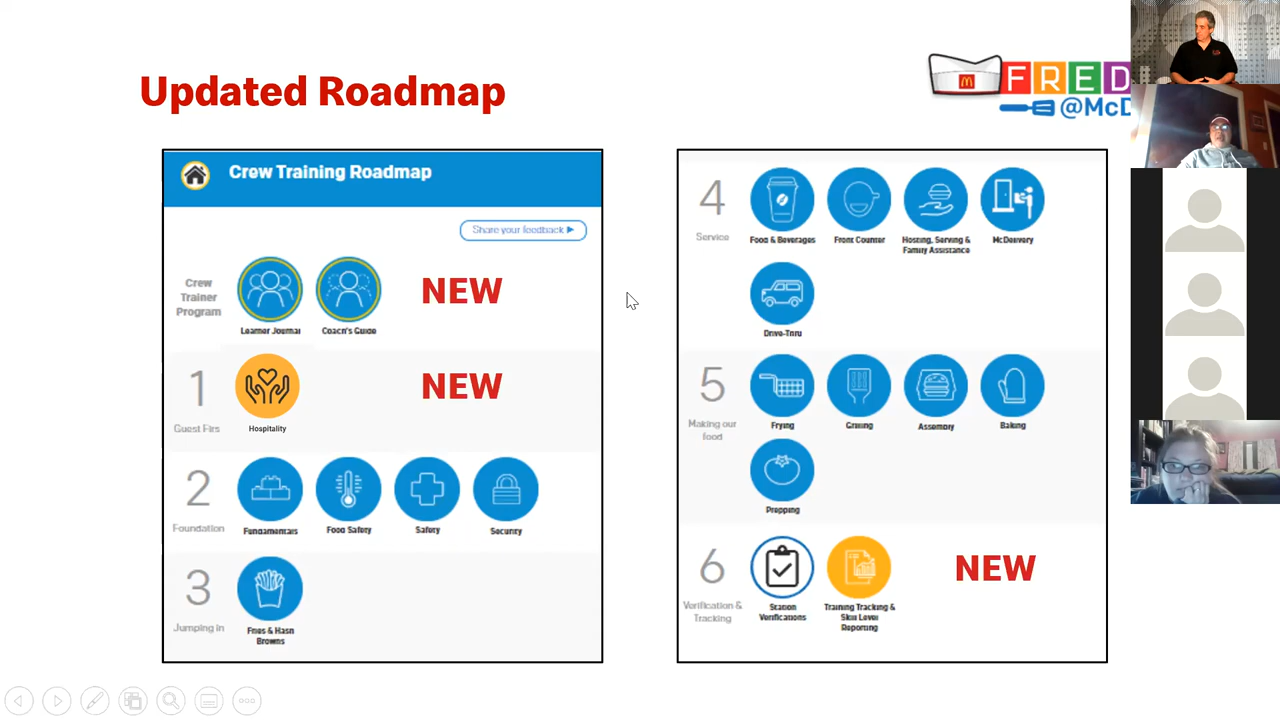 Updated Roadmap
FRED
@McD
Crew Training Roadmap
Share your feedback
Crew
Trainer
Program
Learner Journal
Coach's Guide
NEW
1
Guest Firs
Hospitality
NEW
2
Foundation
Fundamentals
Food Safety
Safety
Security
3
Jumping In
Fries & Hash
Browns
4
Service
Food & Beverages
Front Counter
Hosting, Serving &
Family Assistance
McDelivery
Drive-Thru
5
Making our
food
Frying
Grilling
Assembly
Baking
Prepping
6
Verification &
Tracking
Station
Verifications
Training Tracking &
Skill Level
Reporting
NEW